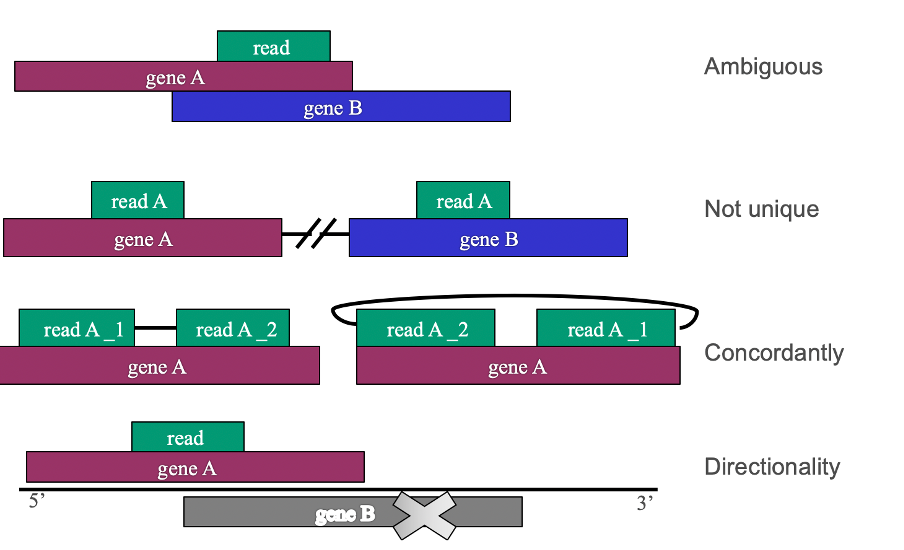 read
gene A
gene B
Ambiguous
read A
read A
gene A
gene B
Not unique
read A _1
read A _2
read A _2
read A _1
gene A
gene A
Concordantly
read
gene A
Directionality
5’
3’
gene B